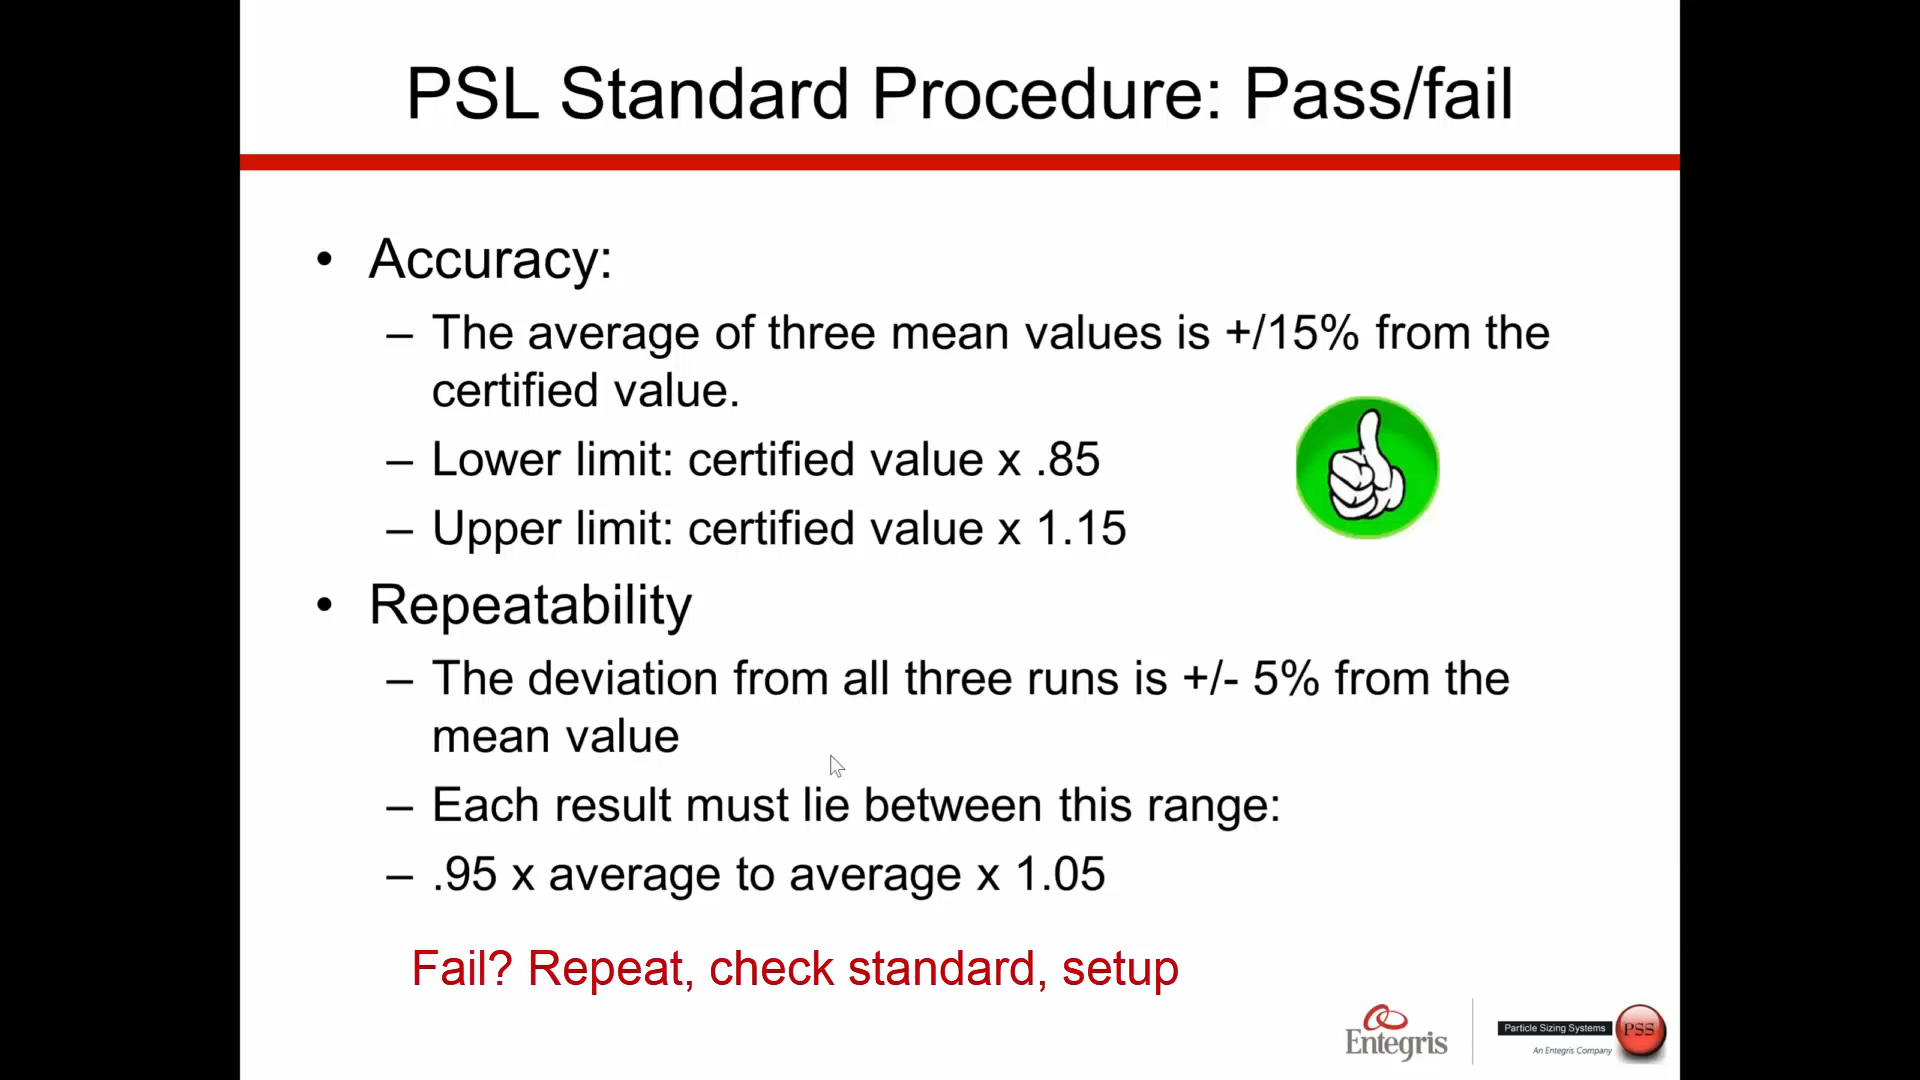 PSL Standard Procedure: Pass/fail
• Accuracy:
– The average of three mean values is +/15% from the
certified value.
– Lower limit: certified value x .85
– Upper limit: certified value x 1.15
• Repeatability
– The deviation from all three runs is +/- 5% from the
mean value
– Each result must lie between this range:
– .95 x average to average x 1.05
Fail? Repeat, check standard, setup
Entegris
Particle Sizing Systems
PSS
An Entegris Company